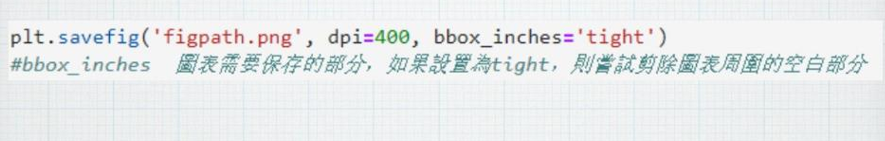 plt.savefig('figpath.png', dpi=400, bbox_inches='tight')
#bbox_inches 圖表需要保存的部分，如果設置為tight，則嘗試剪除圖表周圍的空白部分